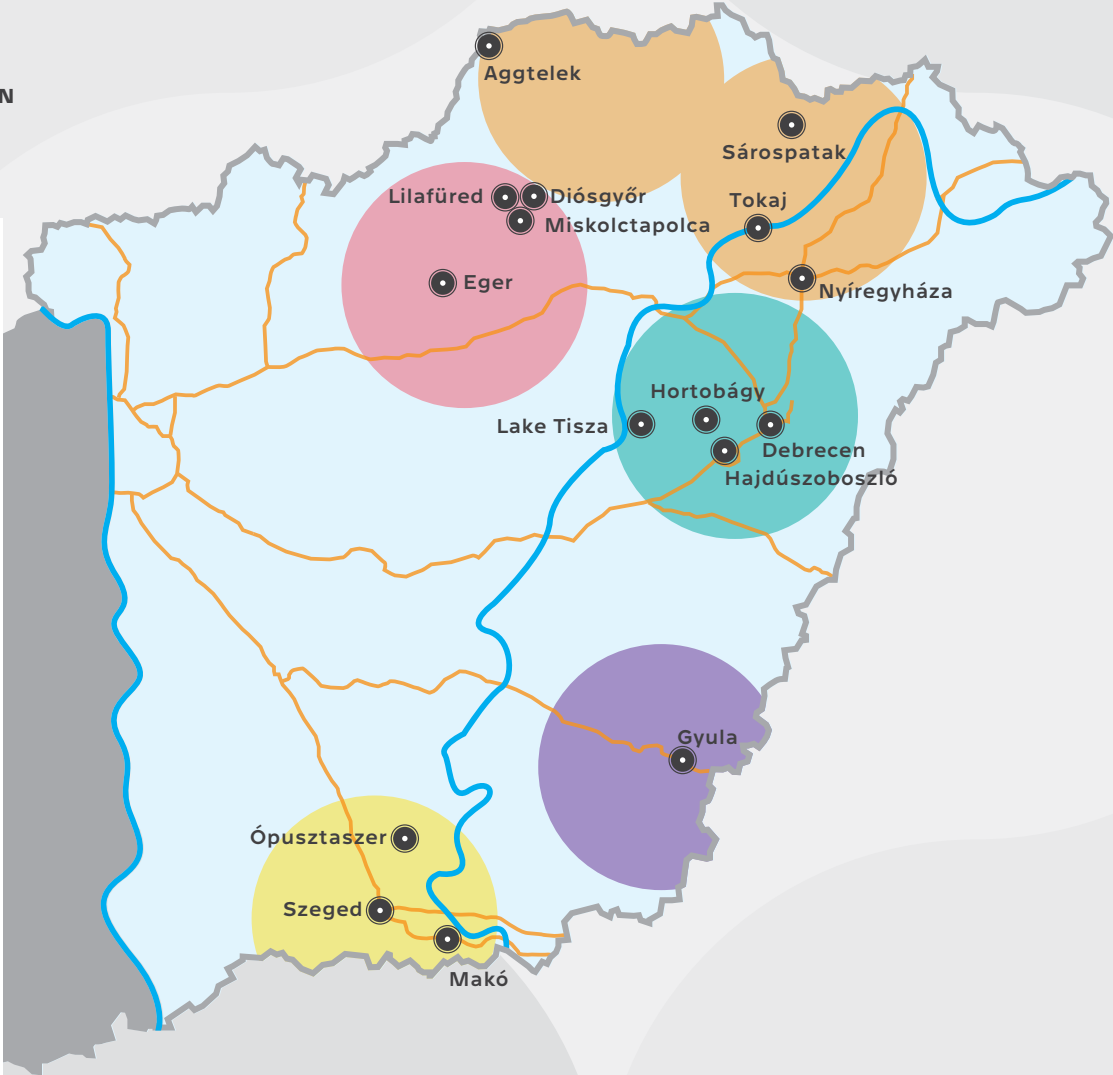 N
Aggtelek
Sárospatak
Lilafüred
Diósgyőr
Tokaj
Miskolctapolca
Eger
Nyíregyháza
Hortobágy
Lake Tisza
Debrecen
Hajdúszoboszló
Gyula
Ópusztaszer
Szeged
Makó